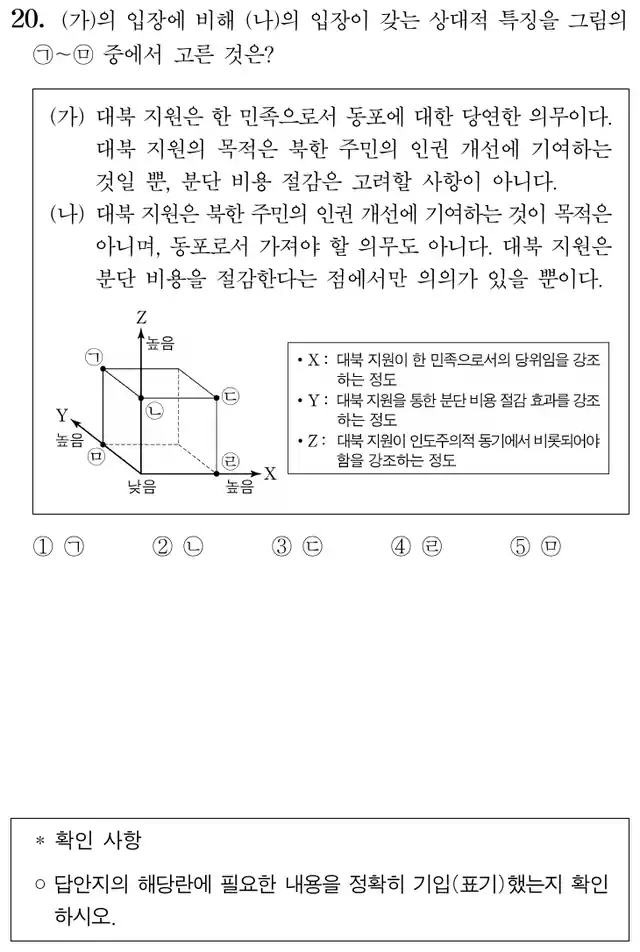 20. (가)의 입장에 비해 (나)의 입장이 갖는 상대적 특징을 그림의
㉠~㉤ 중에서 고른 것은?
(가) 대북 지원은 한 민족으로서 동포에 대한 당연한 의무이다.
대북 지원의 목적은 북한 주민의 인권 개선에 기여하는
것일 뿐, 분단 비용 절감은 고려할 사항이 아니다.
(나) 대북 지원은 북한 주민의 인권 개선에 기여하는 것이 목적은
아니며, 동포로서 가져야 할 의무도 아니다. 대북 지원은
분단 비용을 절감한다는 점에서만 의의가 있을 뿐이다.
Z
높음
㉠
㉡
㉢
Y
높음
㉤
㉣
X
낮음
높음
• X : 대북 지원이 한 민족으로서의 당위임을 강조
하는 정도
• Y : 대북 지원을 통한 분단 비용 절감 효과를 강조
하는 정도
• Z : 대북 지원이 인도주의적 동기에서 비롯되어야
함을 강조하는 정도
① ㉠ ② ㉡ ③ ㉢ ④ ㉣ ⑤ ㉤
* 확인 사항
○ 답안지의 해당란에 필요한 내용을 정확히 기입(표기)했는지 확인
하시오.